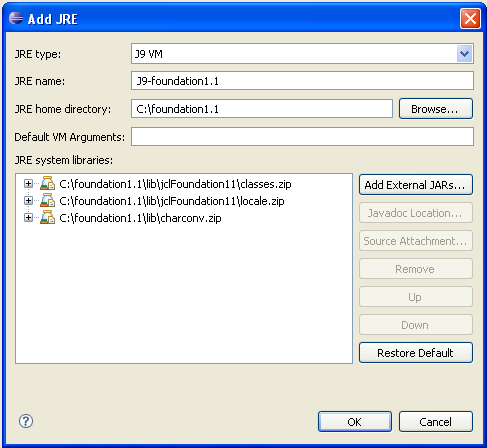 Add JRE
JRE type: J9 VM
JRE name: J9-foundation1.1
JRE home directory: C:\foundation1.1 Browse...
Default VM Arguments:
JRE system libraries:
C:\foundation1.1\lib\jclFoundation11\classes.zip
C:\foundation1.1\lib\jclFoundation11\locale.zip
C:\foundation1.1\lib\charconv.zip
Add External JARs...
Javadoc Location...
Source Attachment...
Remove
Up
Down
Restore Default
? OK Cancel